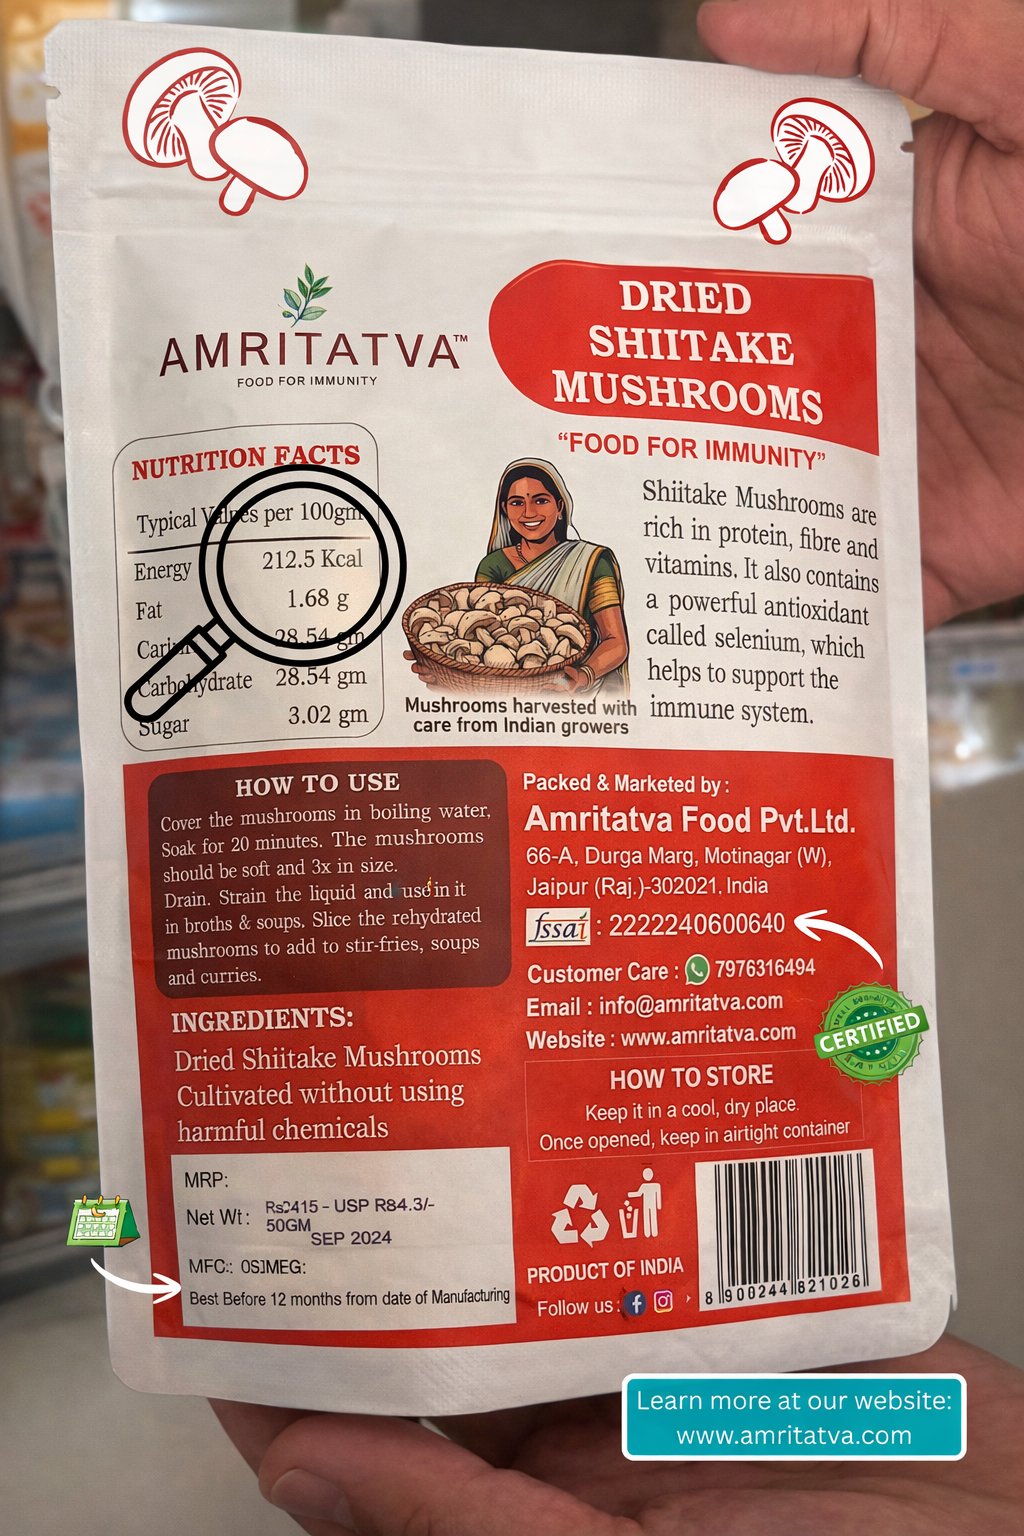 AMRITATVA™
FOOD FOR IMMUNITY
DRIED
SHIITAKE
MUSHROOMS
"FOOD FOR IMMUNITY"
NUTRITION FACTS
Typical Values per 100gm
Energy 212.5 Kcal
Fat 1.68 g
28.54 gm
Carbohydrate 28.54 gm
Sugar 3.02 gm
Mushrooms harvested with
care from Indian growers
Shiitake Mushrooms are
rich in protein, fibre and
vitamins. It also contains
a powerful antioxidant
called selenium, which
helps to support the
immune system.
HOW TO USE
Cover the mushrooms in boiling water,
Soak for 20 minutes. The mushrooms
should be soft and 3x in size.
Drain. Strain the liquid and use in it
in broths & soups. Slice the rehydrated
mushrooms to add to stir-fries, soups
and curries.
INGREDIENTS:
Dried Shiitake Mushrooms
Cultivated without using
harmful chemicals
MRP:
Net Wt: Rs2415 - USP R84.3/-
50GM
SEP 2024
MFC.:
Best Before 12 months from date of Manufacturing
Packed & Marketed by:
Amritatva Food Pvt.Ltd.
66-A, Durga Marg, Motinagar (W),
Jaipur (Raj.)-302021. India
fssai : 2222240600640
Customer Care : 7976316494
Email : info@amritatva.com
Website : www.amritatva.com
CERTIFIED
HOW TO STORE
Keep it in a cool, dry place.
Once opened, keep in airtight container
PRODUCT OF INDIA
Follow us:
8 900244 621026
Learn more at our website:
www.amritatva.com